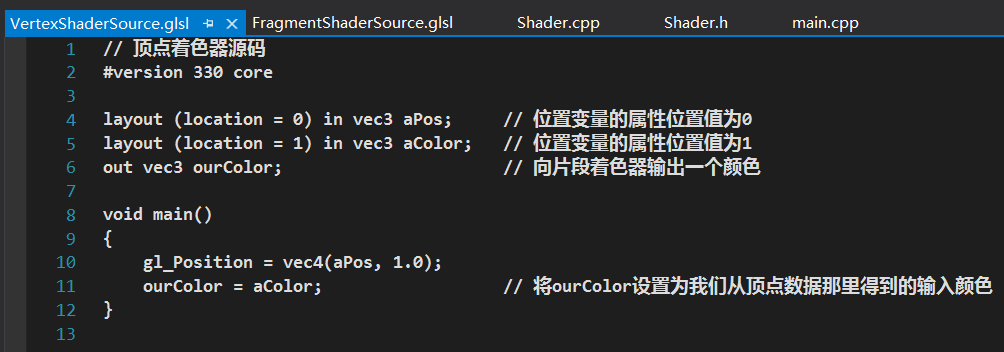 VertexShaderSource.glsl FragmentShaderSource.glsl Shader.cpp Shader.h main.cpp
1 // 顶点着色器源码
2 #version 330 core
3
4 layout (location = 0) in vec3 aPos; // 位置变量的属性位置值为0
5 layout (location = 1) in vec3 aColor; // 位置变量的属性位置值为1
6 out vec3 ourColor; // 向片段着色器输出一个颜色
7
8 void main()
9 {
10 gl_Position = vec4(aPos, 1.0);
11 ourColor = aColor; // 将ourColor设置为我们从顶点数据那里得到的输入颜色
12 }
13